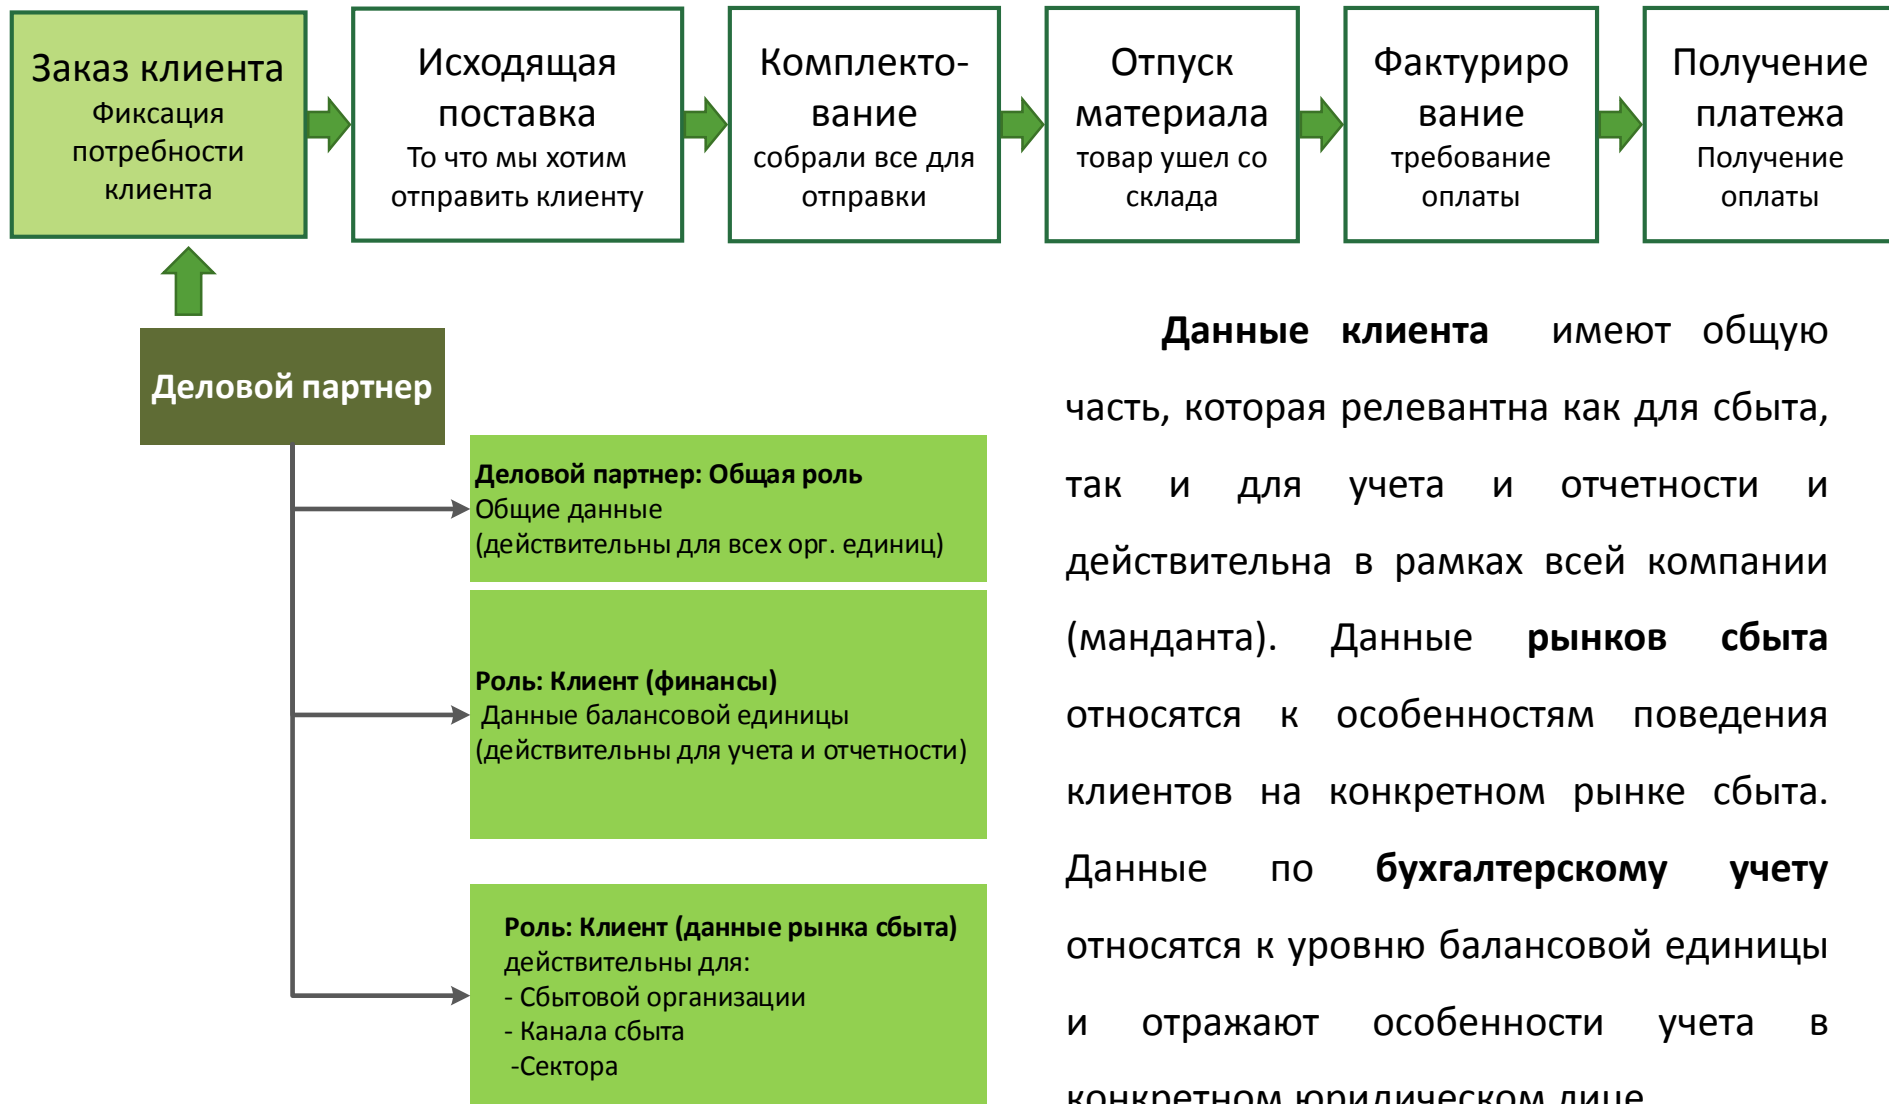 Заказ клиента
Фиксация
потребности
клиента
Исходящая
поставка
То что мы хотим
отправить клиенту
Комплекто-
вание
собрали все для
отправки
Отпуск
материала
товар ушел со
склада
Фактуриро
вание
требование
оплаты
Получение
платежа
Получение
оплаты
Деловой партнер
Деловой партнер: Общая роль
Общие данные
(действительны для всех орг. единиц)
Роль: Клиент (финансы)
Данные балансовой единицы
(действительны для учета и отчетности)
Роль: Клиент (данные рынка сбыта)
действительны для:
- Сбытовой организации
- Канала сбыта
-Сектора
Данные клиента имеют общую
часть, которая релевантна как для сбыта,
так и для учета и отчетности и
действительна в рамках всей компании
(манданта). Данные рынков сбыта
относятся к особенностям поведения
клиентов на конкретном рынке сбыта.
Данные по бухгалтерскому учету
относятся к уровню балансовой единицы
и отражают особенности учета в
конкретном юридическом лице